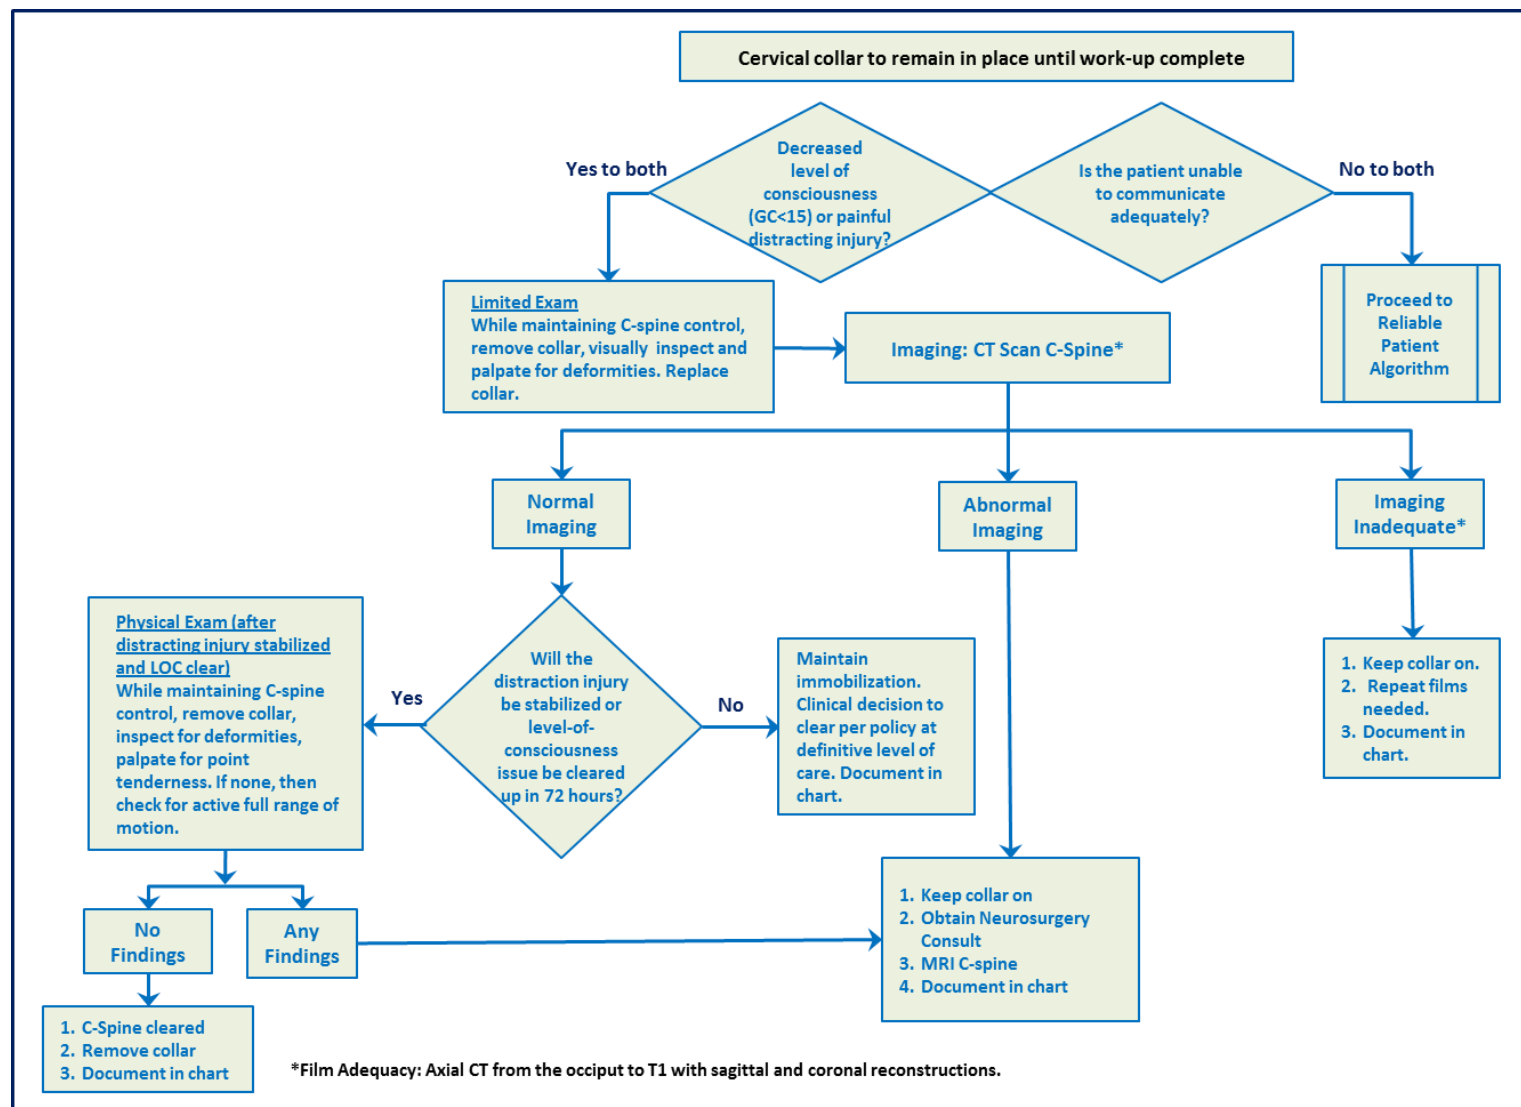 Cervical collar to remain in place until work-up complete
Yes to both
Decreased
level of
consciousness
(GC<15) or painful
distracting injury?
Is the patient unable
to communicate
adequately?
No to both
Limited Exam
While maintaining C-spine control,
remove collar, visually inspect and
palpate for deformities. Replace
collar.
Imaging: CT Scan C-Spine*
Proceed to
Reliable
Patient
Algorithm
Normal
Imaging
Abnormal
Imaging
Imaging
Inadequate*
Physical Exam (after
distracting injury stabilized
and LOC clear)
While maintaining C-spine
control, remove collar,
inspect for deformities,
palpate for point
tenderness. If none, then
check for active full range of
motion.
Yes
Will the
distraction injury
be stabilized or
level-of-
consciousness
issue be cleared
up in 72 hours?
No
Maintain
immobilization.
Clinical decision to
clear per policy at
definitive level of
care. Document in
chart.
1. Keep collar on.
2. Repeat films
needed.
3. Document in
chart.
No
Findings
Any
Findings
1. Keep collar on
2. Obtain Neurosurgery
Consult
3. MRI C-spine
4. Document in chart
1. C-Spine cleared
2. Remove collar
3. Document in chart
*Film Adequacy: Axial CT from the occiput to T1 with sagittal and coronal reconstructions.